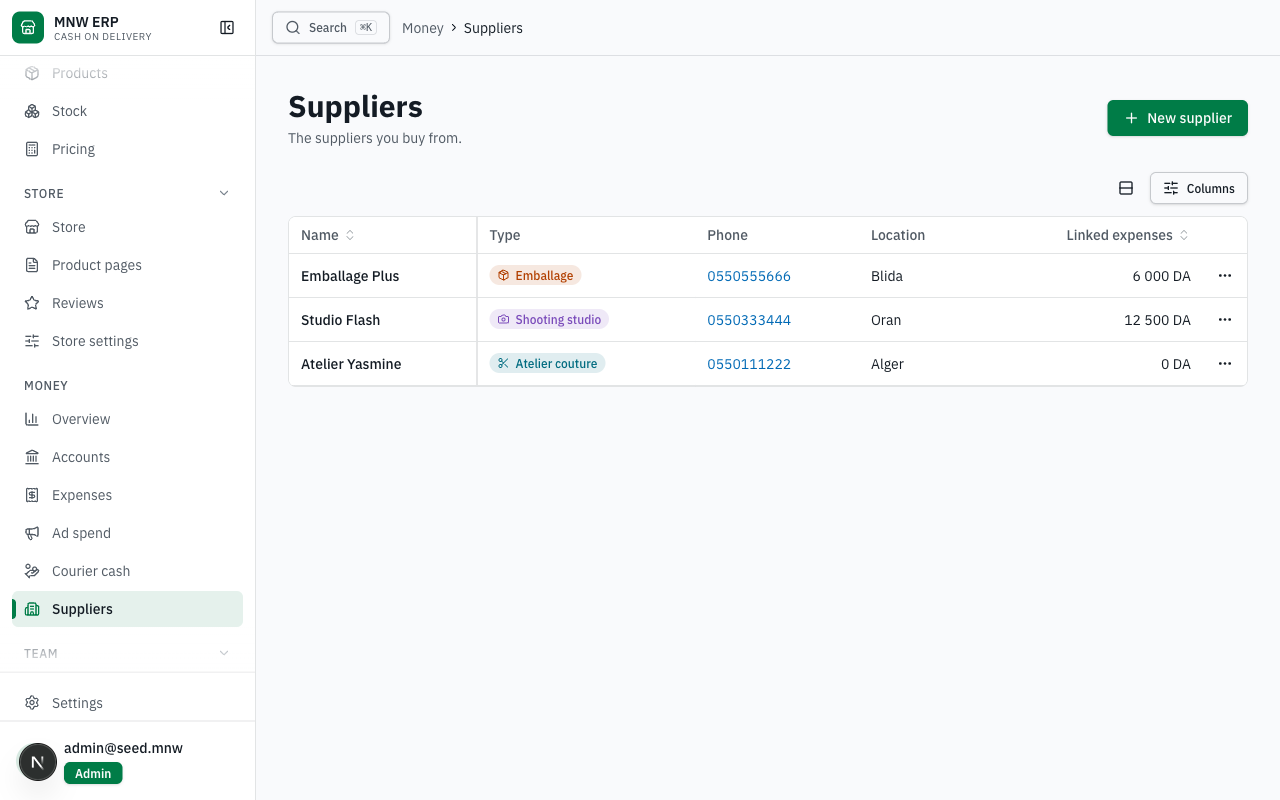 MNW ERP
CASH ON DELIVERY
Products
Stock
Pricing
STORE
Store
Product pages
Reviews
Store settings
MONEY
Overview
Accounts
Expenses
Ad spend
Courier cash
Suppliers
TEAM
Settings
N
admin@seed.mnw
Admin
Search ⌘K
Money > Suppliers
Suppliers
The suppliers you buy from.
New supplier
Columns
Name Type Phone Location Linked expenses
Emballage Plus Emballage 0550555666 Blida 6 000 DA
Studio Flash Shooting studio 0550333444 Oran 12 500 DA
Atelier Yasmine Atelier couture 0550111222 Alger 0 DA